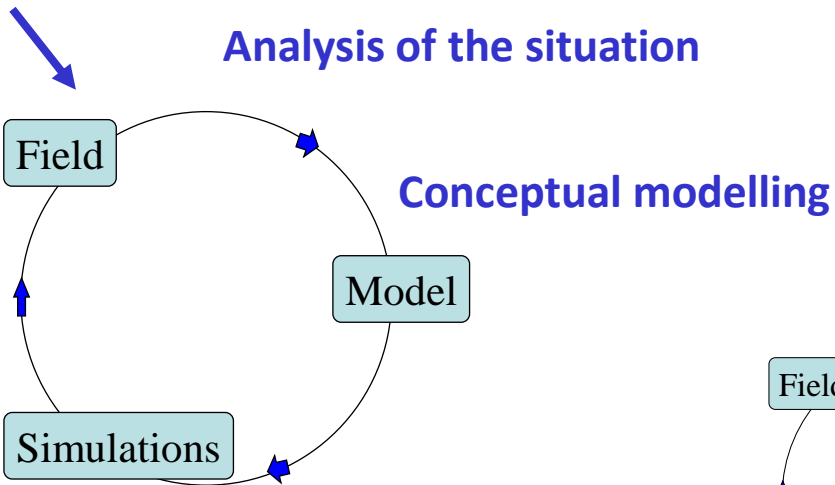 Analysis of the situation
Field
Conceptual modelling
Model
Simulations